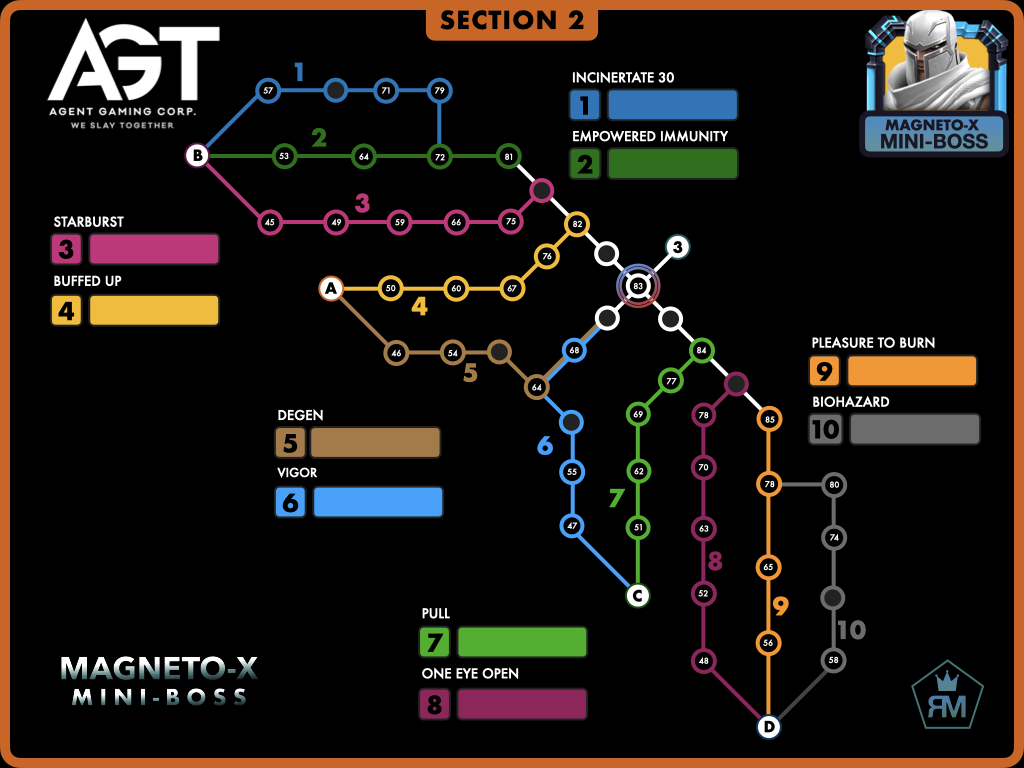 SECTION 2
AGT
AGENT GAMING CORP.
WE SLAY TOGETHER
MAGNETO-X
MINI-BOSS
INCINERTATE 30
1
EMPOWERED IMMUNITY
2
1
57
71
79
2
B
53
64
72
81
3
45
49
59
66
75
82
STARBURST
3
BUFFED UP
4
76
3
83
A
50
60
67
4
46
54
5
68
64
84
77
69
78
85
PLEASURE TO BURN
9
BIOHAZARD
10
DEGEN
5
VIGOR
6
6
55
47
62
7
51
C
70
63
8
52
48
78
80
74
65
9
56
10
58
D
PULL
7
ONE EYE OPEN
8
MAGNETO-X
MINI-BOSS
RM